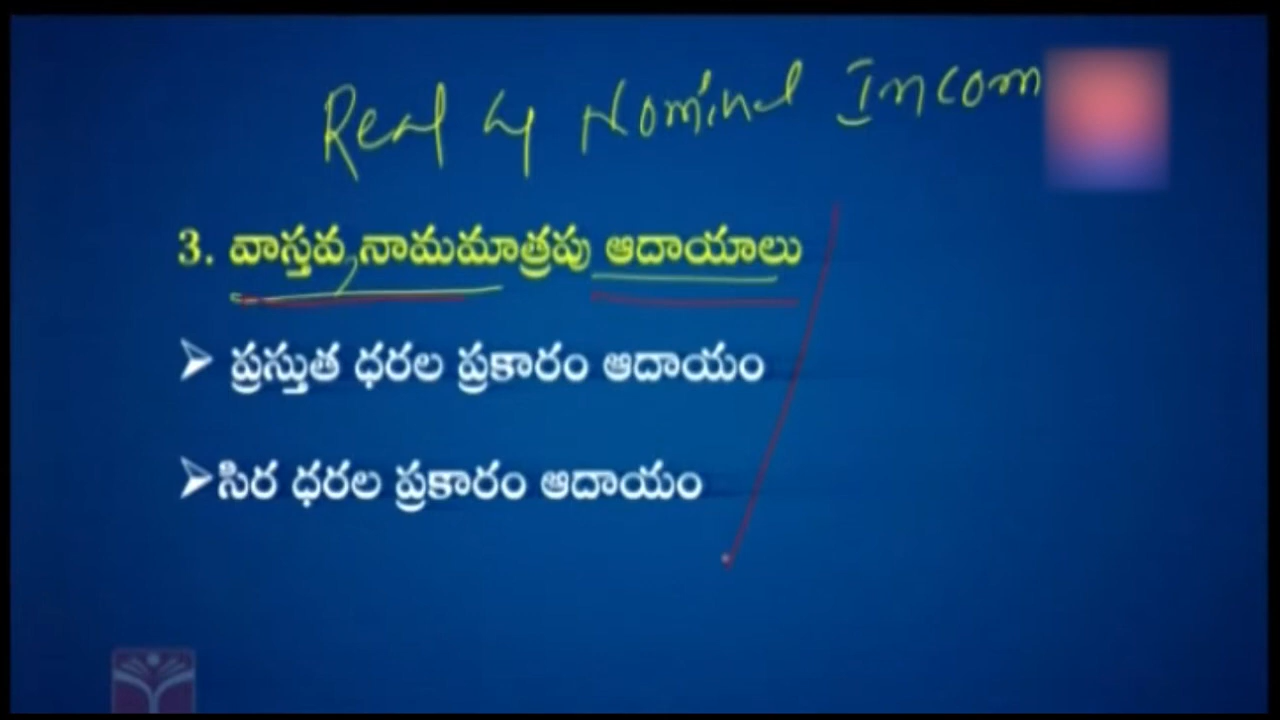 Real & Nominal Incom
3. వాస్తవ, నామమాత్రపు ఆదాయాలు
➢ ప్రస్తుత ధరల ప్రకారం ఆదాయం
➢ సిర ధరల ప్రకారం ఆదాయం